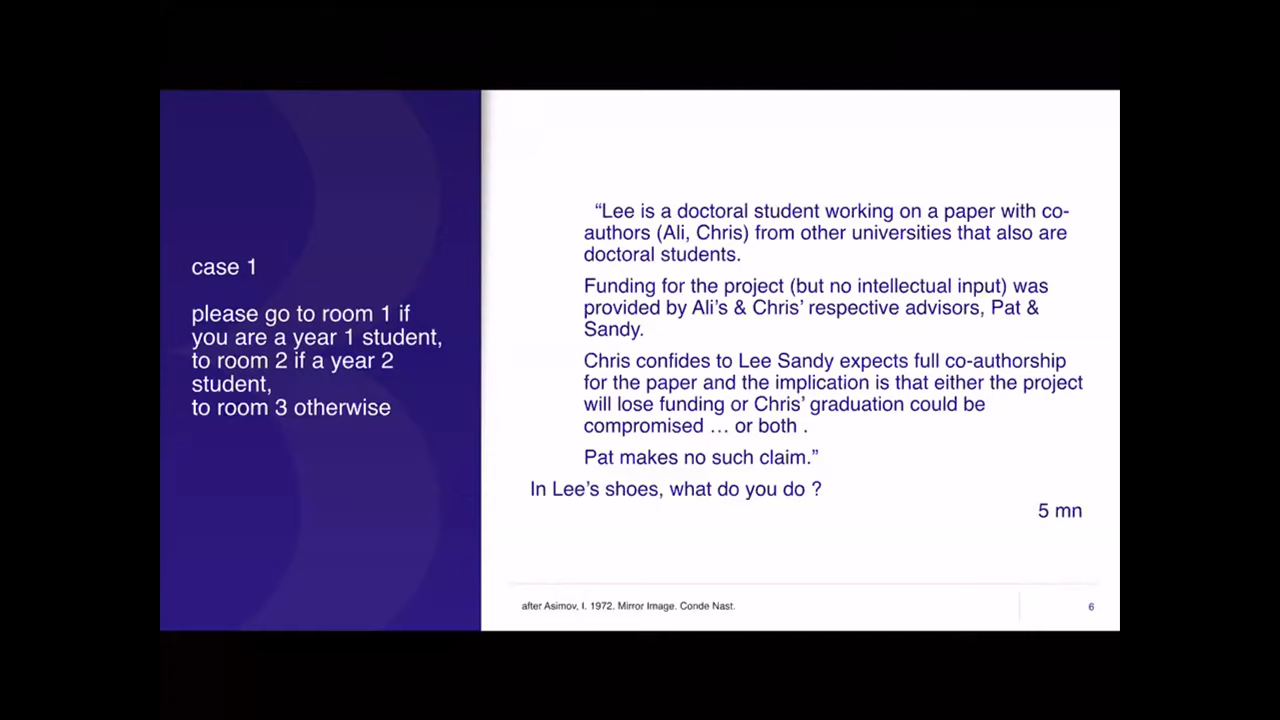 case 1
please go to room 1 if
you are a year 1 student,
to room 2 if a year 2
student,
to room 3 otherwise
“Lee is a doctoral student working on a paper with co-
authors (Ali, Chris) from other universities that also are
doctoral students.
Funding for the project (but no intellectual input) was
provided by Ali’s & Chris’ respective advisors, Pat &
Sandy.
Chris confides to Lee Sandy expects full co-authorship
for the paper and the implication is that either the project
will lose funding or Chris’ graduation could be
compromised … or both .
Pat makes no such claim.”
In Lee’s shoes, what do you do ?
5 mn
after Asimov, I. 1972. Mirror Image. Conde Nast.
6